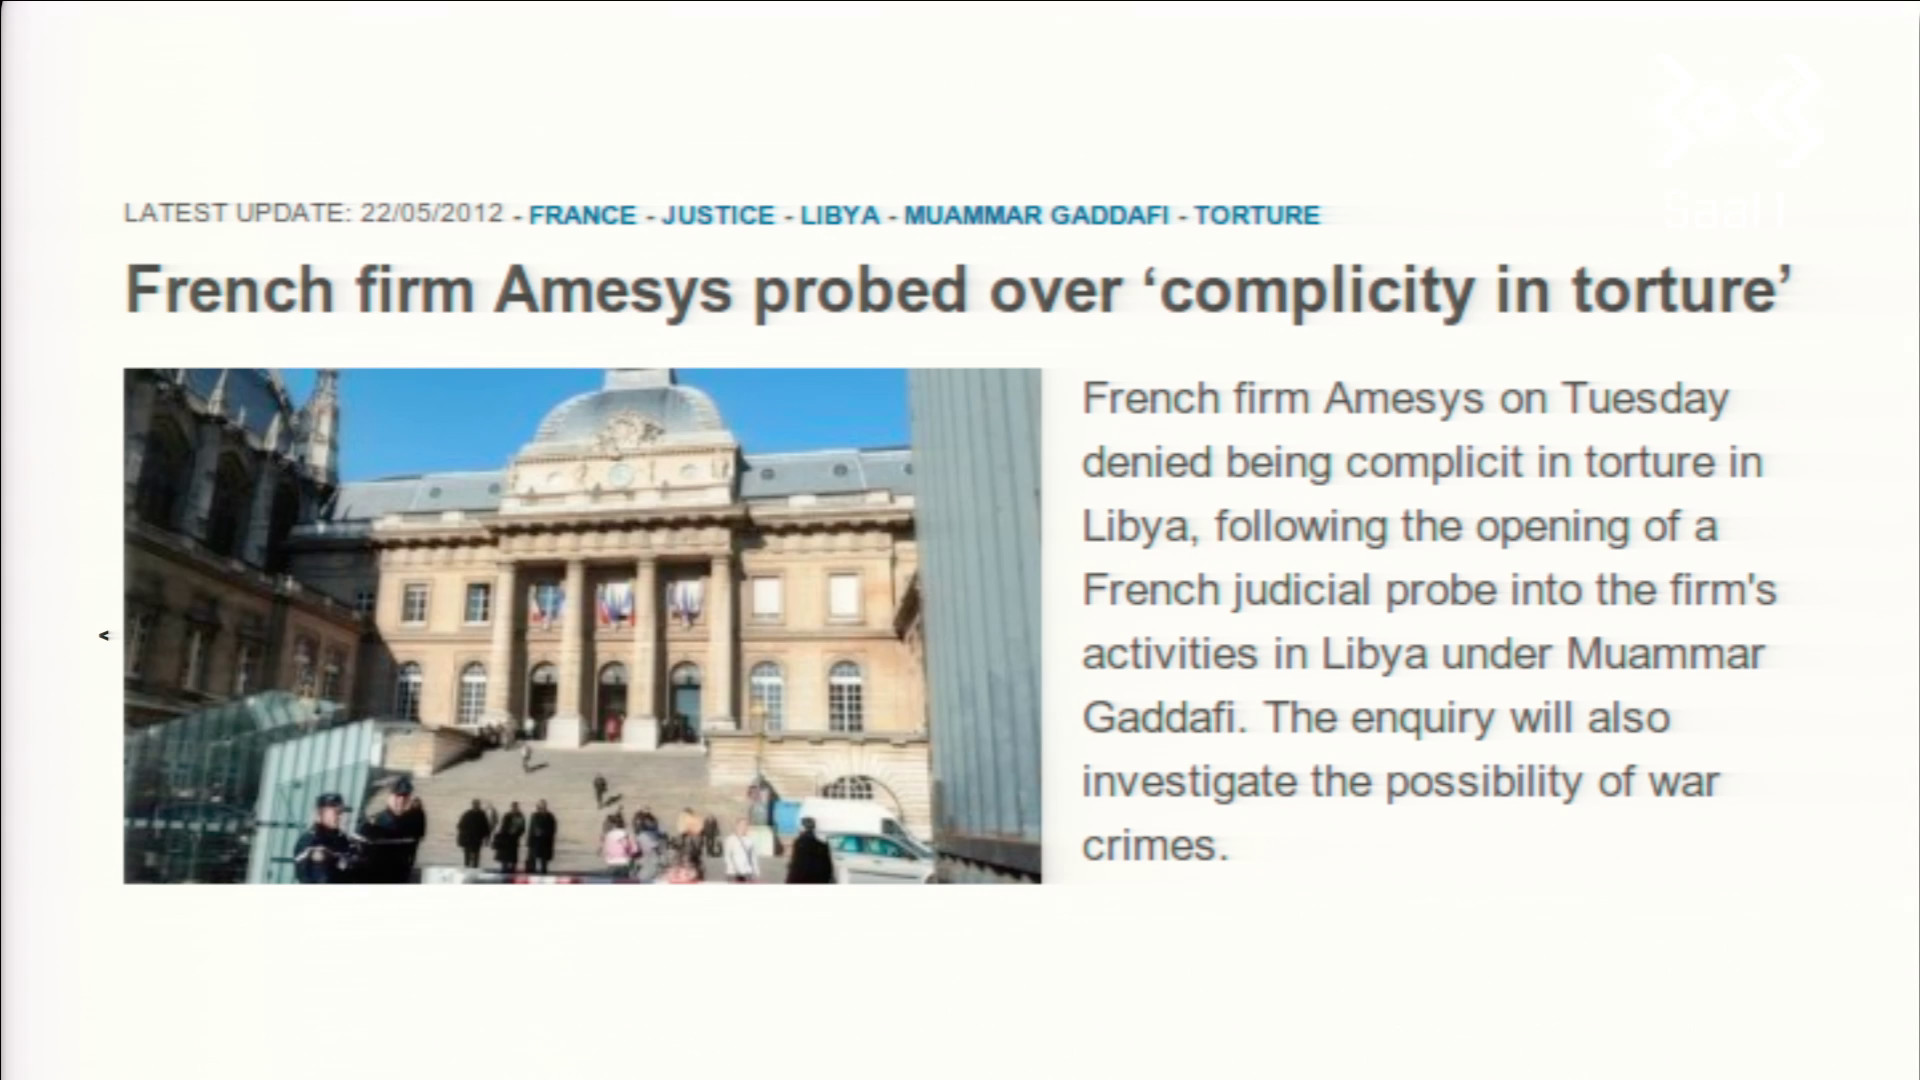 Saal 1
LATEST UPDATE: 22/05/2012 - FRANCE - JUSTICE - LIBYA - MUAMMAR GADDAFI - TORTURE
French firm Amesys probed over ‘complicity in torture’
French firm Amesys on Tuesday
denied being complicit in torture in
Libya, following the opening of a
French judicial probe into the firm's
activities in Libya under Muammar
Gaddafi. The enquiry will also
investigate the possibility of war
crimes.
<